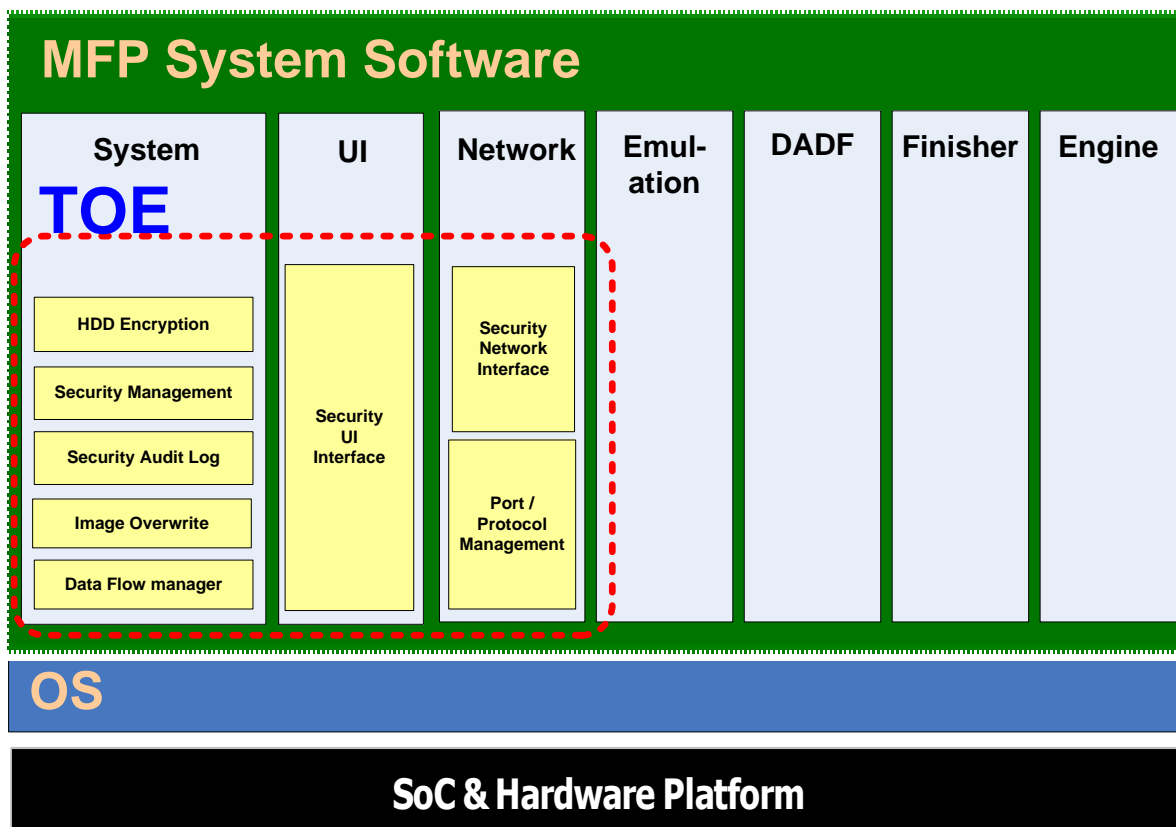 MFP System Software
System
UI
Network
Emul-
ation
DADF
Finisher
Engine
TOE
HDD Encryption
Security Management
Security Audit Log
Image Overwrite
Data Flow manager
Security
UI
Interface
Security
Network
Interface
Port /
Protocol
Management
OS
SoC & Hardware Platform